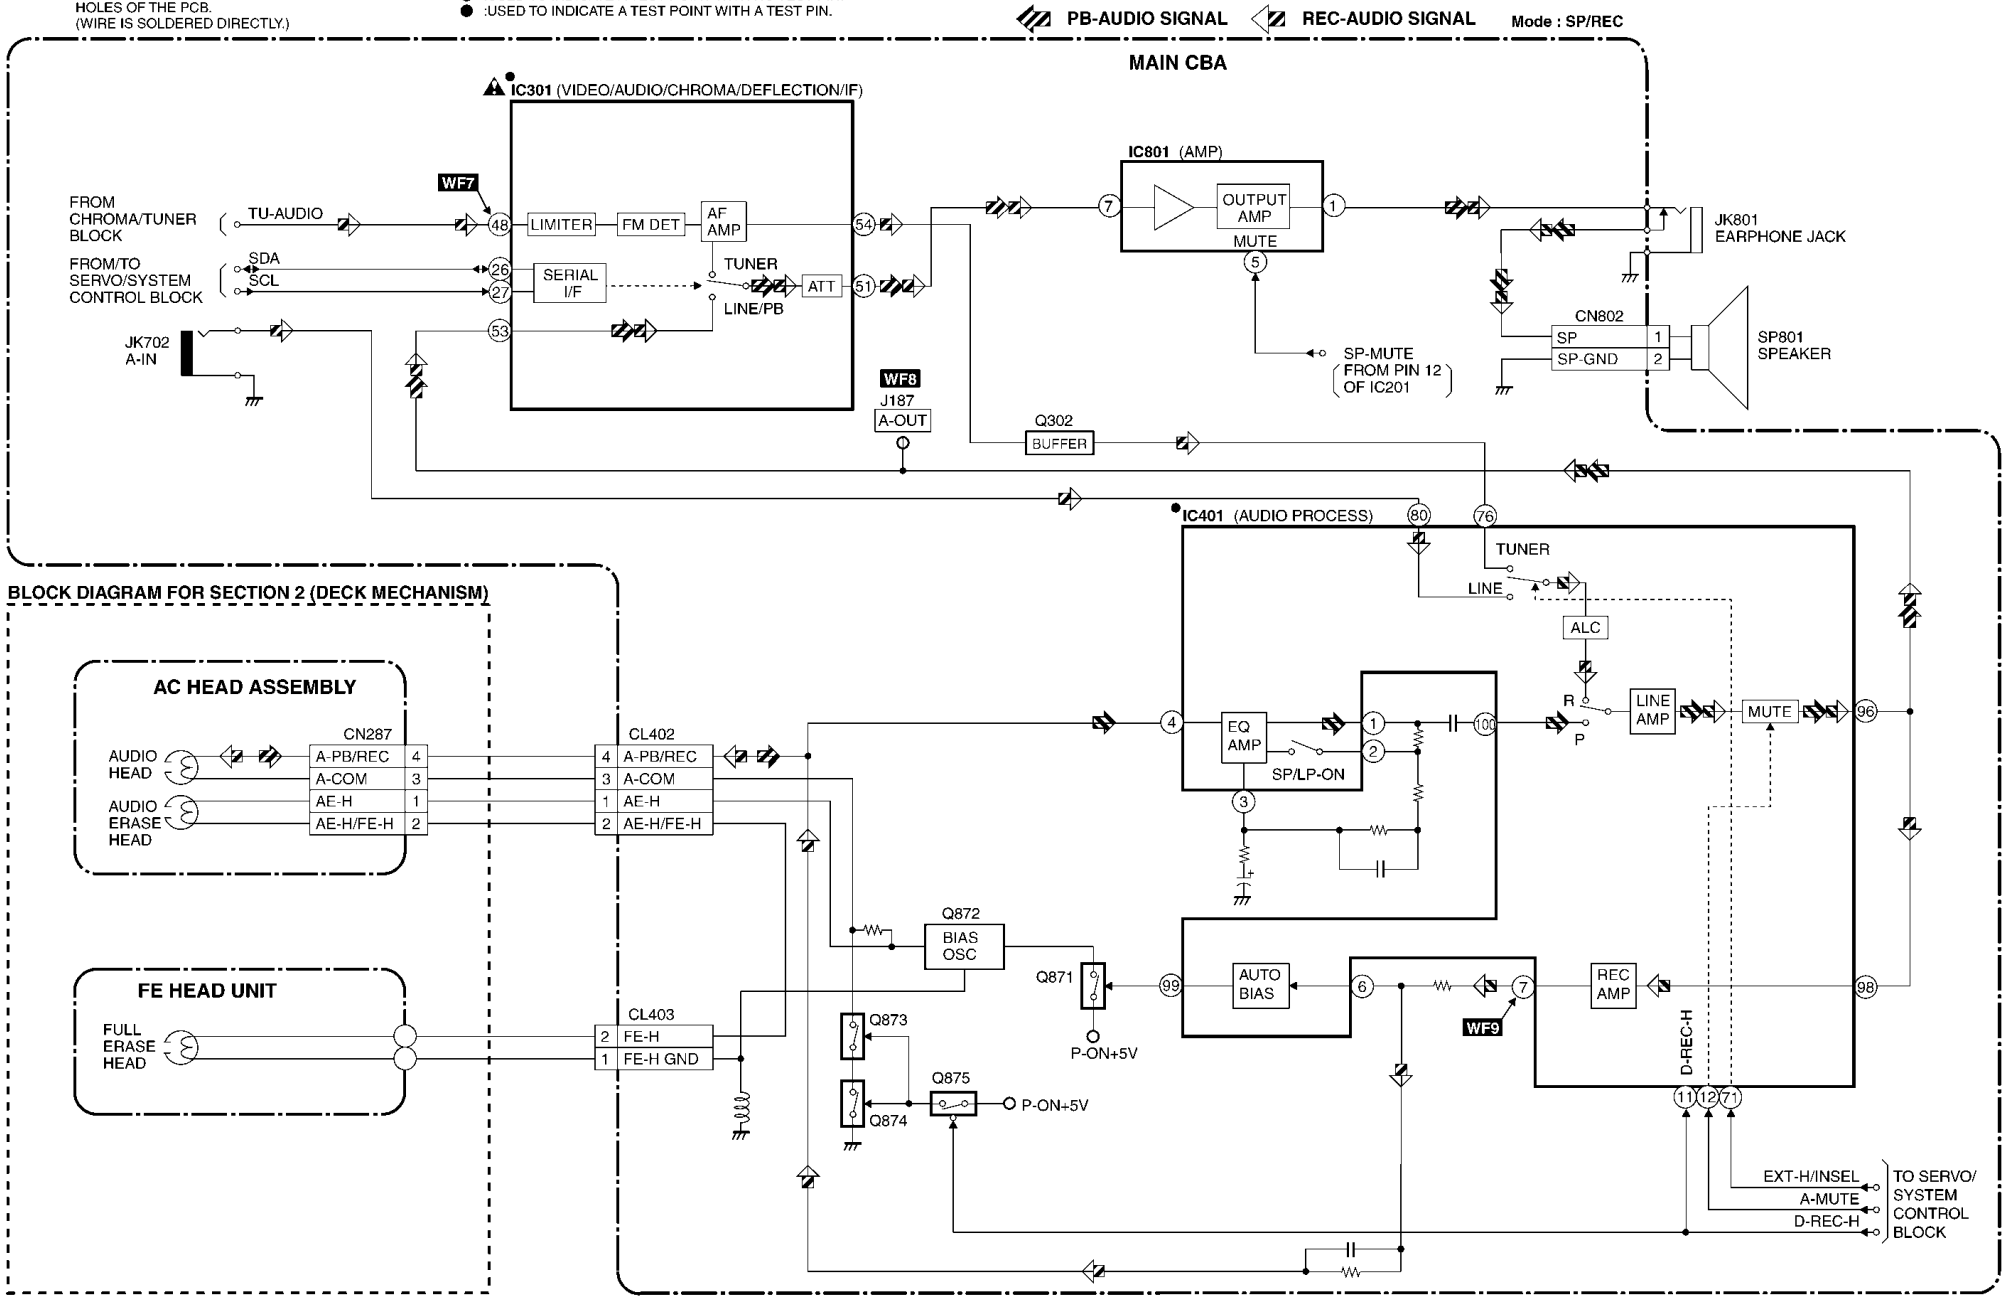 HOLES OF THE PCB.
(WIRE IS SOLDERED DIRECTLY.)
:USED TO INDICATE A TEST POINT WITH A TEST PIN.
PB-AUDIO SIGNAL
REC-AUDIO SIGNAL
Mode : SP/REC
MAIN CBA
IC301 (VIDEO/AUDIO/CHROMA/DEFLECTION/IF)
WF7
FROM
CHROMA/TUNER
BLOCK
TU-AUDIO
48
LIMITER
FM DET
AF
AMP
54
FROM/TO
SERVO/SYSTEM
CONTROL BLOCK
SDA
SCL
26
27
SERIAL
I/F
TUNER
LINE/PB
ATT
51
53
JK702
A-IN
IC801 (AMP)
7
OUTPUT
AMP
1
MUTE
5
SP-MUTE
FROM PIN 12
OF IC201
JK801
EARPHONE JACK
CN802
SP
1
SP-GND
2
SP801
SPEAKER
WF8
J187
A-OUT
Q302
BUFFER
IC401 (AUDIO PROCESS)
80
76
TUNER
LINE
ALC
R
P
LINE
AMP
MUTE
96
4
EQ
AMP
1
2
100
SP/LP-ON
3
BLOCK DIAGRAM FOR SECTION 2 (DECK MECHANISM)
AC HEAD ASSEMBLY
CN287
AUDIO
HEAD
A-PB/REC
4
A-COM
3
AUDIO
ERASE
HEAD
AE-H
1
AE-H/FE-H
2
CL402
4 A-PB/REC
3 A-COM
1 AE-H
2 AE-H/FE-H
FE HEAD UNIT
FULL
ERASE
HEAD
CL403
2 FE-H
1 FE-H GND
Q872
BIAS
OSC
Q871
P-ON+5V
Q873
Q874
Q875
P-ON+5V
99
AUTO
BIAS
6
7
WF9
REC
AMP
98
D-REC-H
11
12
71
EXT-H/INSEL
A-MUTE
D-REC-H
TO SERVO/
SYSTEM
CONTROL
BLOCK